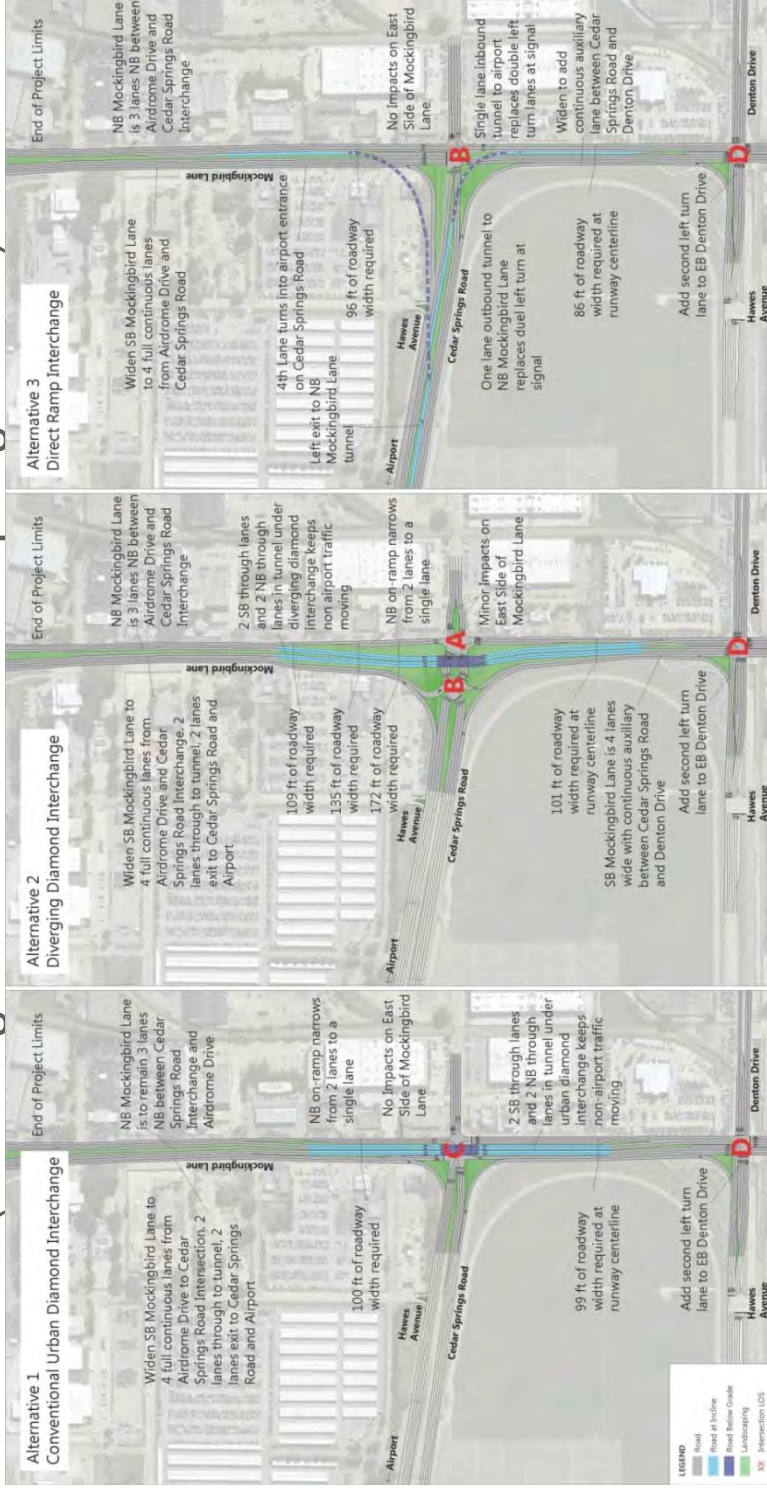 Alternative 1
Conventional Urban Diamond Interchange
End of Project Limits
Widen SB Mockingbird Lane to
4 full continuous lanes from
Airdrome Drive to Cedar
Springs Road Intersection. 2
lanes through to tunnel, 2
lanes exit to Cedar Springs
Road and Airport
NB Mockingbird Lane
is to remain 3 lanes
NB between Cedar
Springs Road
Interchange and
Airdrome Drive
Mockingbird Lane
NB on-ramp narrows
from 2 lanes to a
single lane
100 ft of roadway
width required
No Impacts on East
Side of Mockingbird
Lane
Airport
Hawes
Avenue
Cedar Springs Road
C
2 SB through lanes
and 2 NB through
lanes in tunnel under
urban diamond
interchange keeps
non-airport traffic
moving
99 ft of roadway
width required at
runway centerline
Add second left turn
lane to EB Denton Drive
D
Hawes
Avenue
Denton Drive
LEGEND
Road
Road at Incline
Road Below Grade
Landscaping
XX Intersection LOS
Alternative 2
Diverging Diamond Interchange
End of Project Limits
Widen SB Mockingbird Lane to
4 full continuous lanes from
Airdrome Drive and Cedar
Springs Road Interchange. 2
lanes through to tunnel, 2 lanes
exit to Cedar Springs Road and
Airport
NB Mockingbird Lane
is 3 lanes NB between
Airdrome Drive and
Cedar Springs Road
Interchange
Mockingbird Lane
2 SB through lanes
and 2 NB through
lanes in tunnel under
diverging diamond
interchange keeps
non airport traffic
moving
109 ft of roadway
width required
135 ft of roadway
width required
172 ft of roadway
width required
NB on-ramp narrows
from 2 lanes to a
single lane
Airport
Hawes
Avenue
Cedar Springs Road
B
A
Minor Impacts on
East Side of
Mockingbird Lane
101 ft of roadway
width required at
runway centerline
SB Mockingbird Lane is 4 lanes
wide with continuous auxiliary
between Cedar Springs Road
and Denton Drive
Add second left turn
lane to EB Denton Drive
D
Hawes
Avenue
Denton Drive
Alternative 3
Direct Ramp Interchange
End of Project Limits
Widen SB Mockingbird Lane
to 4 full continuous lanes
from Airdrome Drive and
Cedar Springs Road
NB Mockingbird Lane
is 3 lanes NB between
Airdrome Drive and
Cedar Springs Road
Interchange
Mockingbird Lane
4th Lane turns into airport entrance
on Cedar Springs Road
Left exit to NB
Mockingbird Lane
tunnel
96 ft of roadway
width required
No Impacts on East
Side of Mockingbird
Lane
Airport
Hawes
Avenue
Cedar Springs Road
B
One lane outbound tunnel to
NB Mockingbird Lane
replaces duel left turn at
signal
Single lane inbound
tunnel to airport
replaces double left
turn lanes at signal
86 ft of roadway
width required at
runway centerline
Widen to add
continuous auxiliary
lane between Cedar
Springs Road and
Denton Drive
Add second left turn
lane to EB Denton Drive
D
Hawes
Avenue
Denton Drive